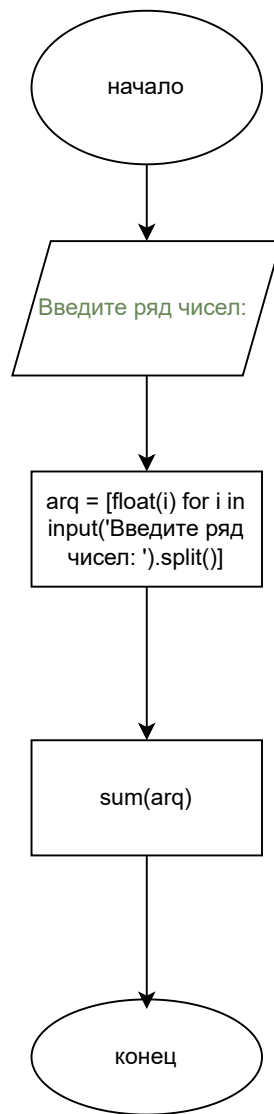 начало
Введите ряд чисел:
arq = [float(i) for i in
input('Введите ряд
чисел: ').split()]
sum(arq)
конец